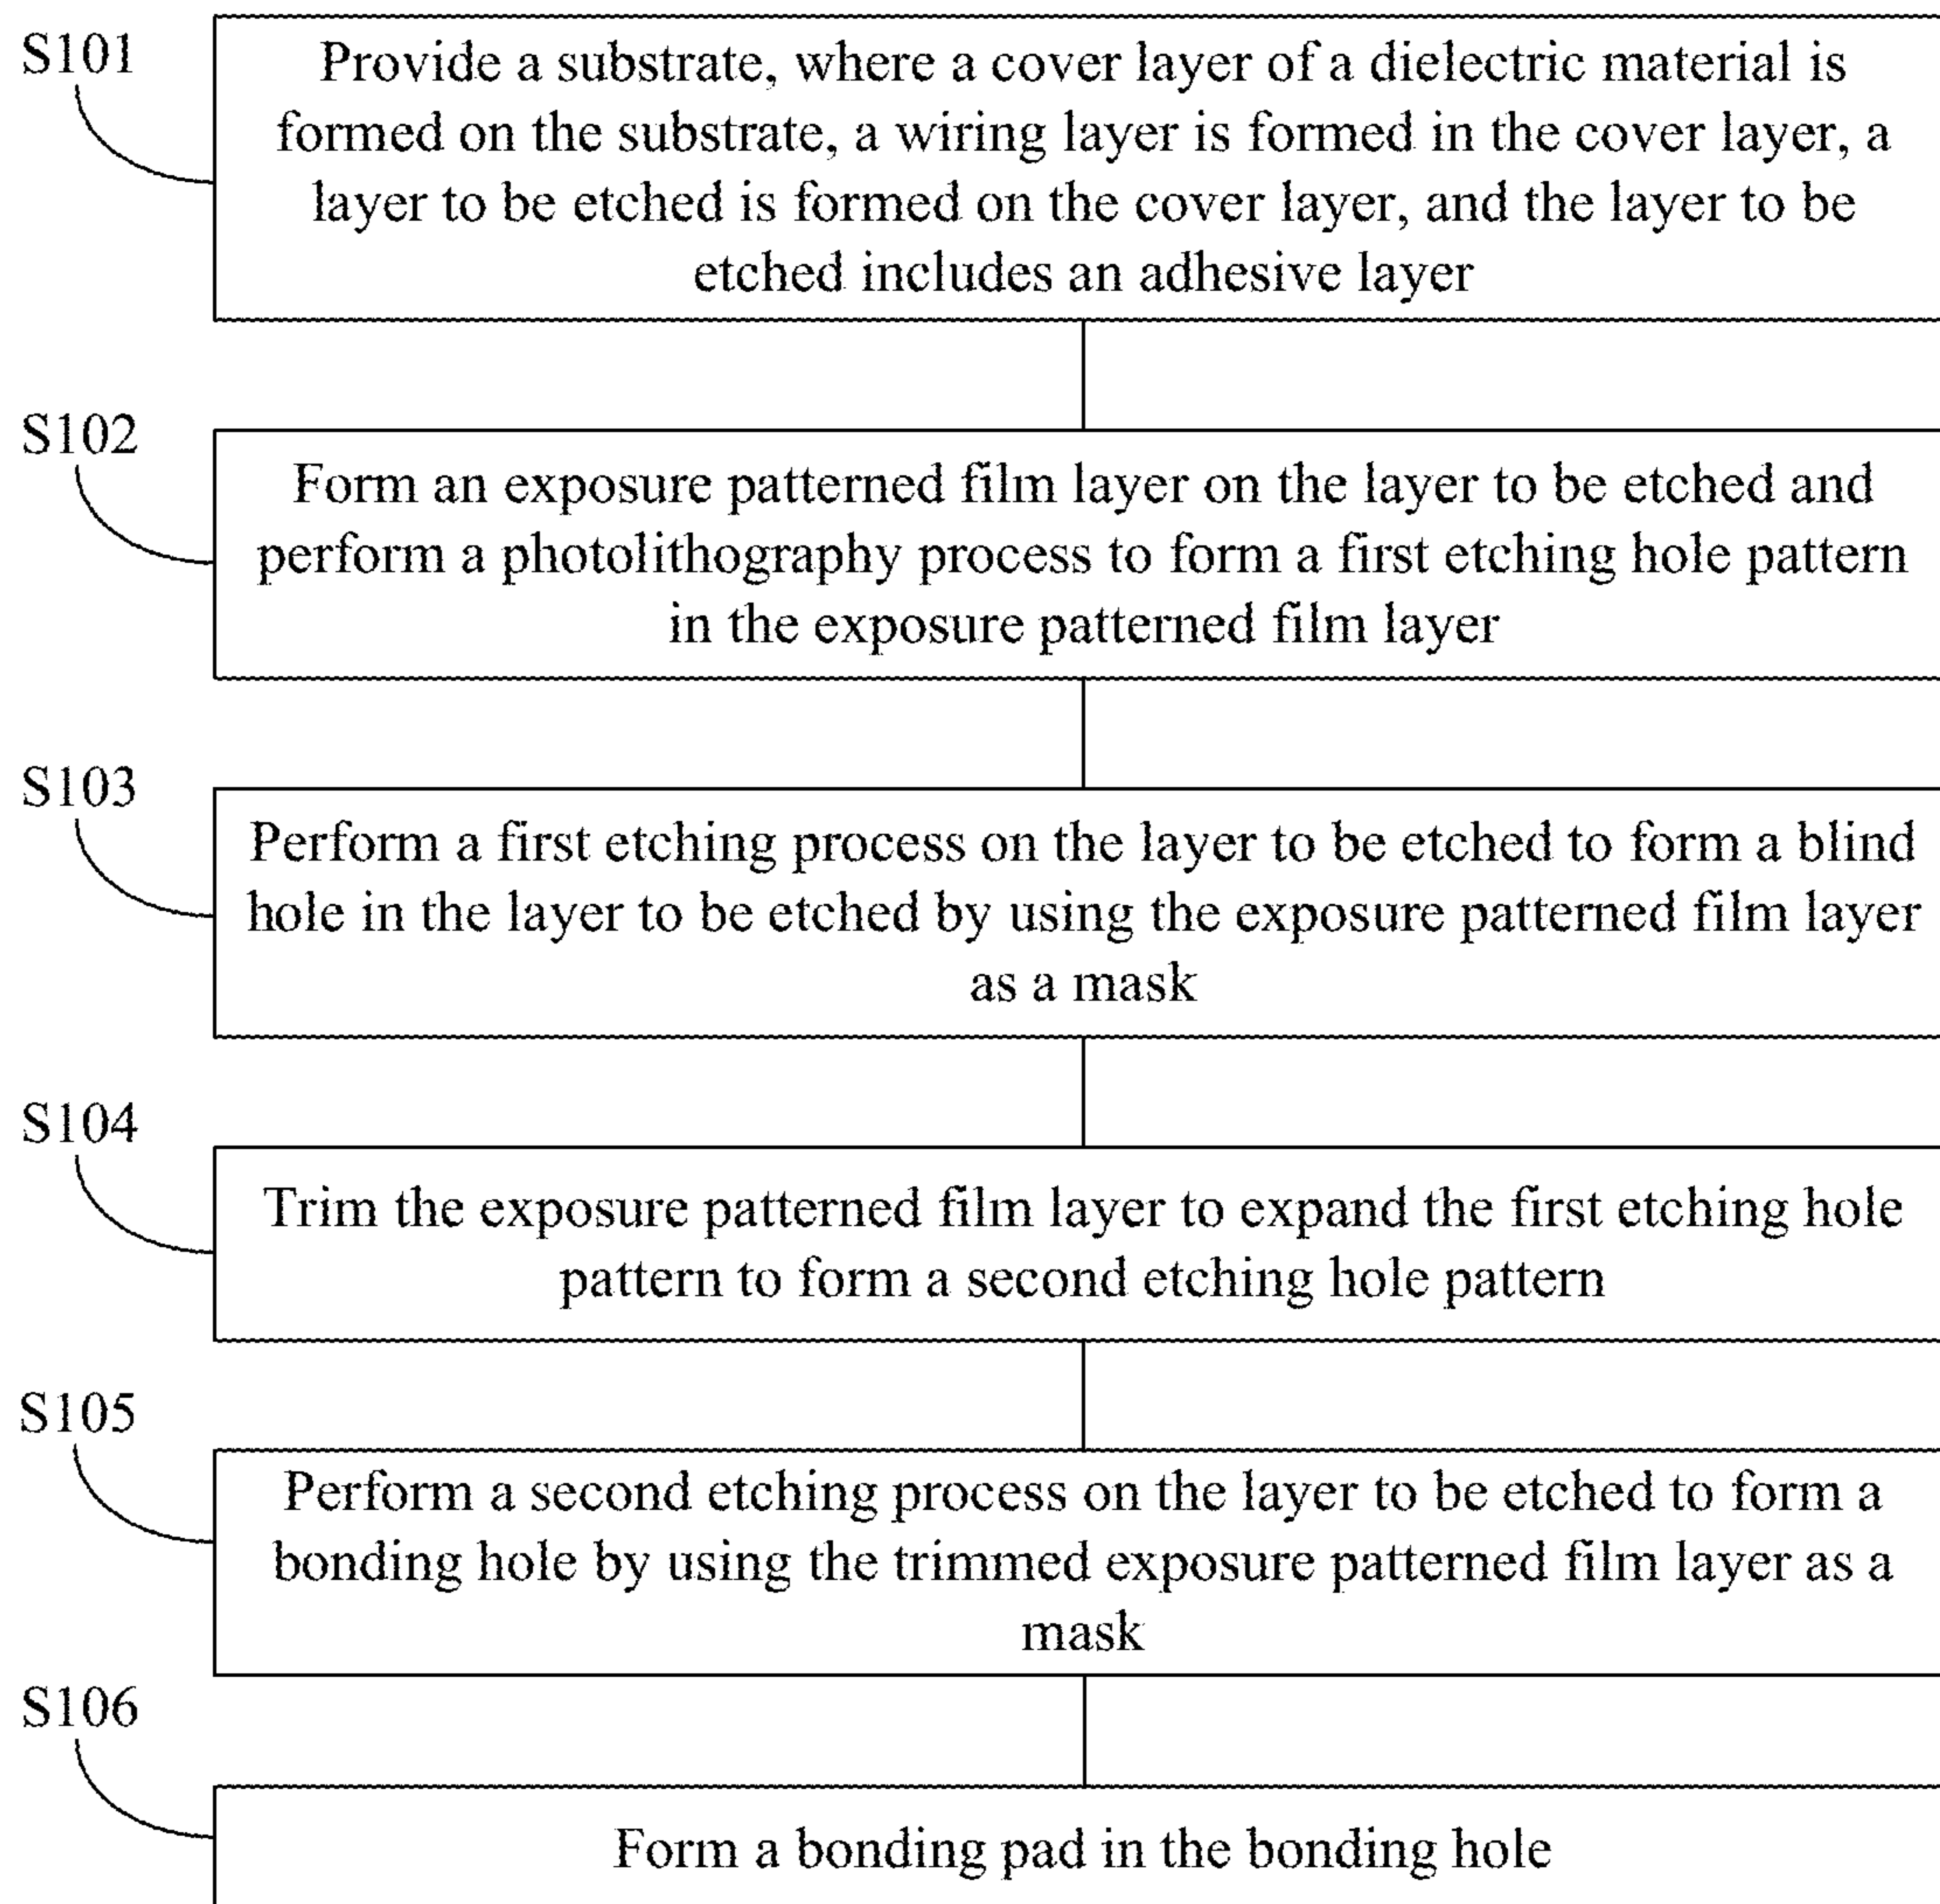 S101
Provide a substrate, where a cover layer of a dielectric material is
formed on the substrate, a wiring layer is formed in the cover layer, a
layer to be etched is formed on the cover layer, and the layer to be
etched includes an adhesive layer
S102
Form an exposure patterned film layer on the layer to be etched and
perform a photolithography process to form a first etching hole pattern
in the exposure patterned film layer
S103
Perform a first etching process on the layer to be etched to form a blind
hole in the layer to be etched by using the exposure patterned film layer
as a mask
S104
Trim the exposure patterned film layer to expand the first etching hole
pattern to form a second etching hole pattern
S105
Perform a second etching process on the layer to be etched to form a
bonding hole by using the trimmed exposure patterned film layer as a
mask
S106
Form a bonding pad in the bonding hole